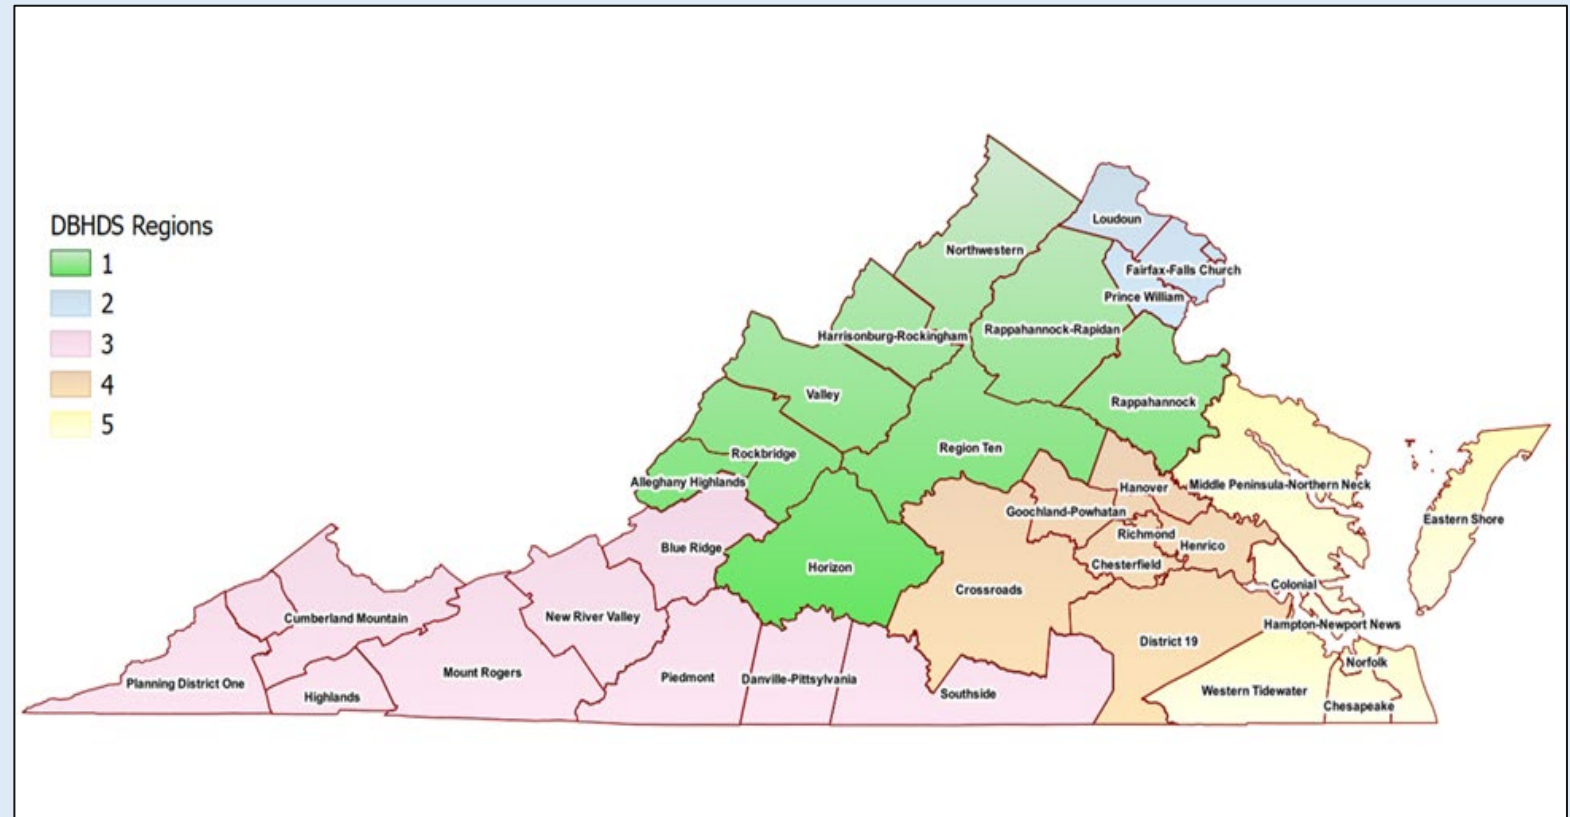 DBHDS Regions
1
2
3
4
5
Loudoun
Northwestern
Fairfax-Falls Church
Prince William
Rappahannock-Rapidan
Harrisonburg-Rockingham
Valley
Rappahannock
Region Ten
Rockbridge
Alleghany Highlands
Hanover
Middle Peninsula-Northern Neck
Goochland-Powhatan
Eastern Shore
Richmond
Henrico
Blue Ridge
Chesterfield
Horizon
Colonial
Crossroads
Cumberland Mountain
New River Valley
Hampton-Newport News
District 19
Norfolk
Mount Rogers
Piedmont
Danville-Pittsylvania
Planning District One
Western Tidewater
Southside
Highlands
Chesapeake